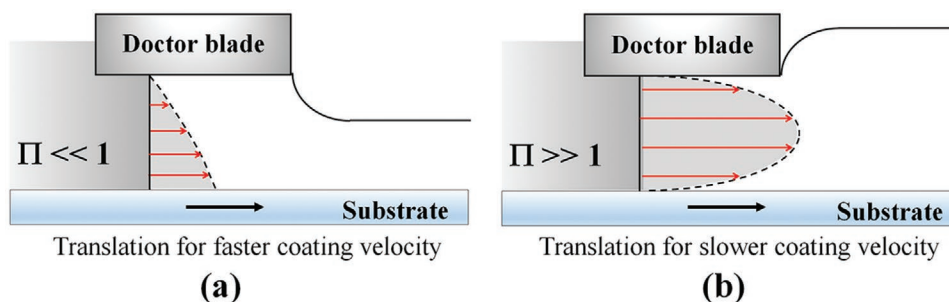 Doctor blade
Π << 1
Substrate
Translation for faster coating velocity
(a)
Doctor blade
Π >> 1
Substrate
Translation for slower coating velocity
(b)